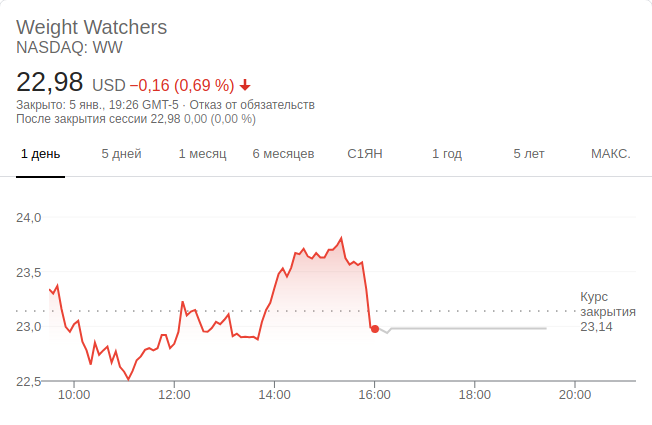 Weight Watchers
NASDAQ: WW
22,98 USD −0,16 (0,69 %)
Закрыто: 5 янв., 19:26 GMT-5 · Отказ от обязательств
После закрытия сессии 22,98 0,00 (0,00 %)
1 день 5 дней 1 месяц 6 месяцев С1ЯН 1 год 5 лет МАКС.
24,0
23,5
Курс
закрытия
23,0 23,14
22,5
10:00 12:00 14:00 16:00 18:00 20:00